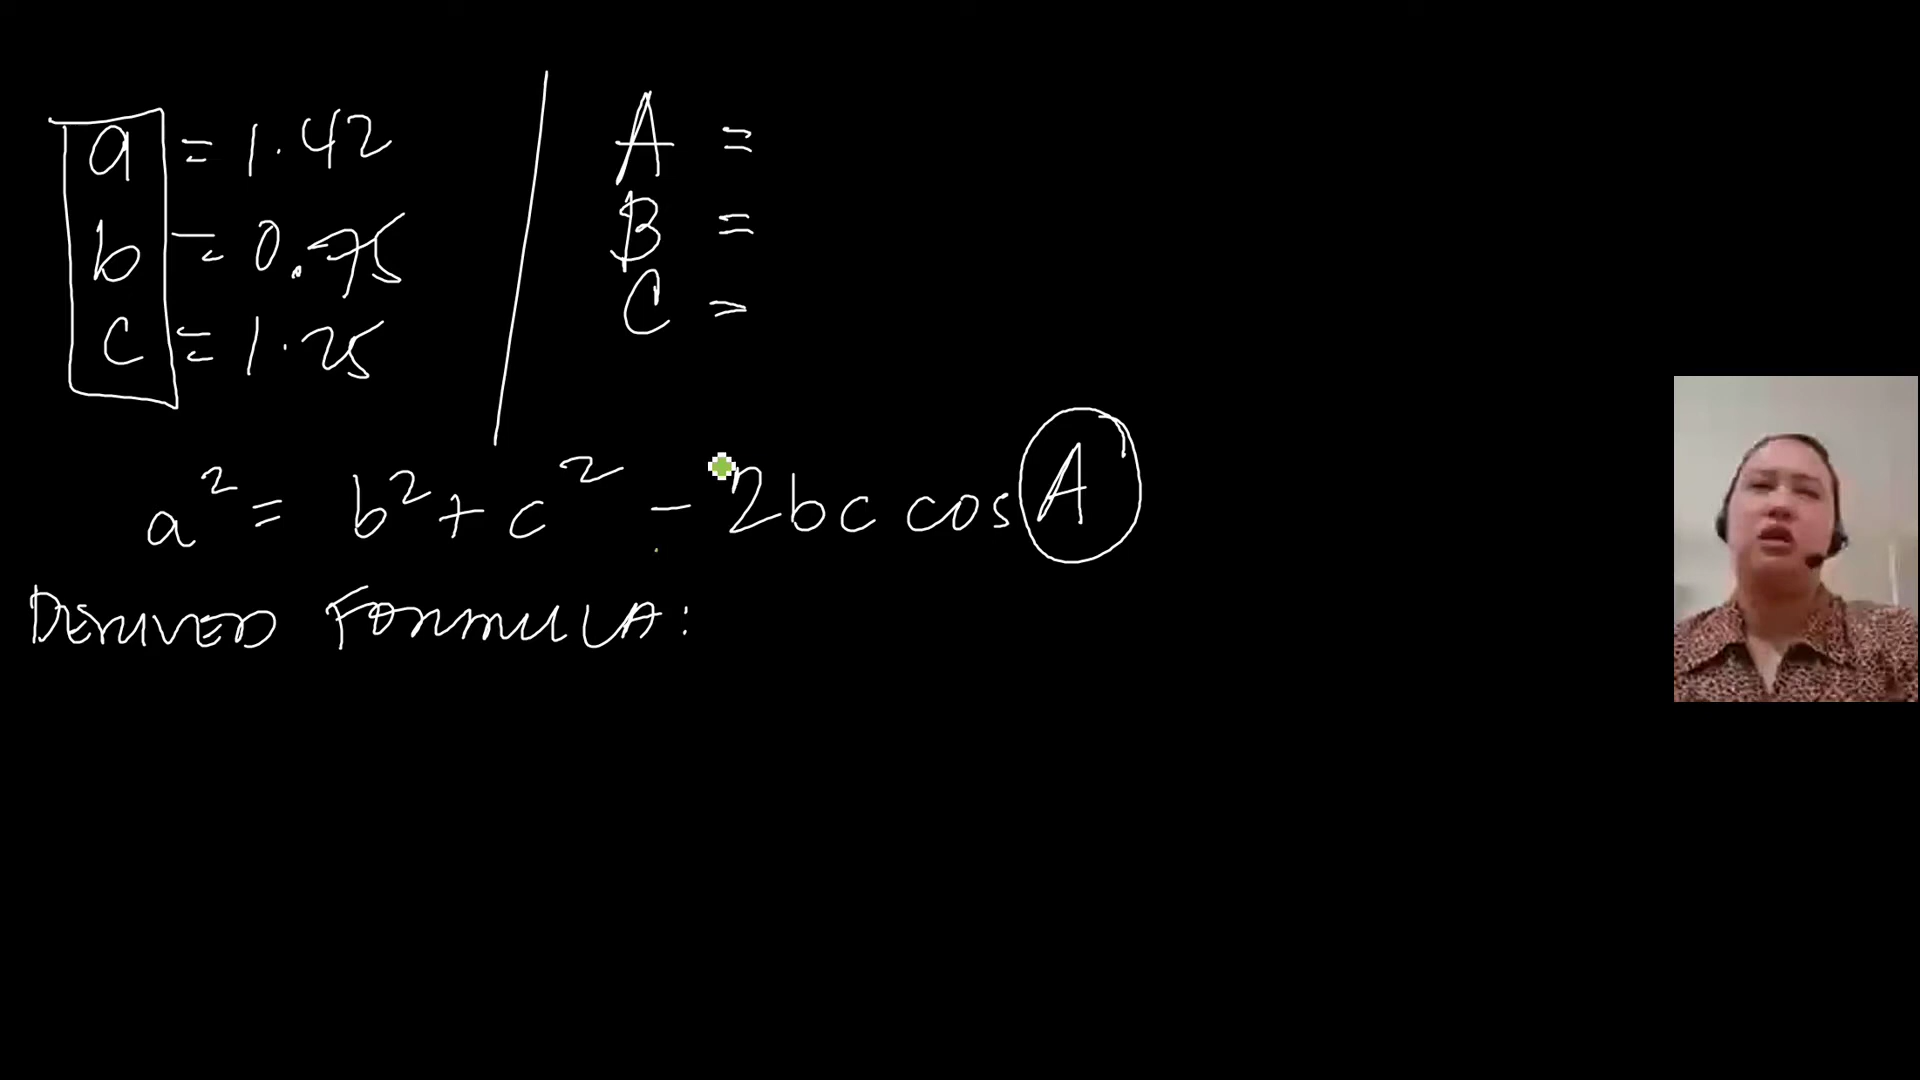 a = 1.42
b = 0.75
c = 1.25
A =
B =
C =
a² = b² + c² - 2bc cos A
DERIVED FORMULA: